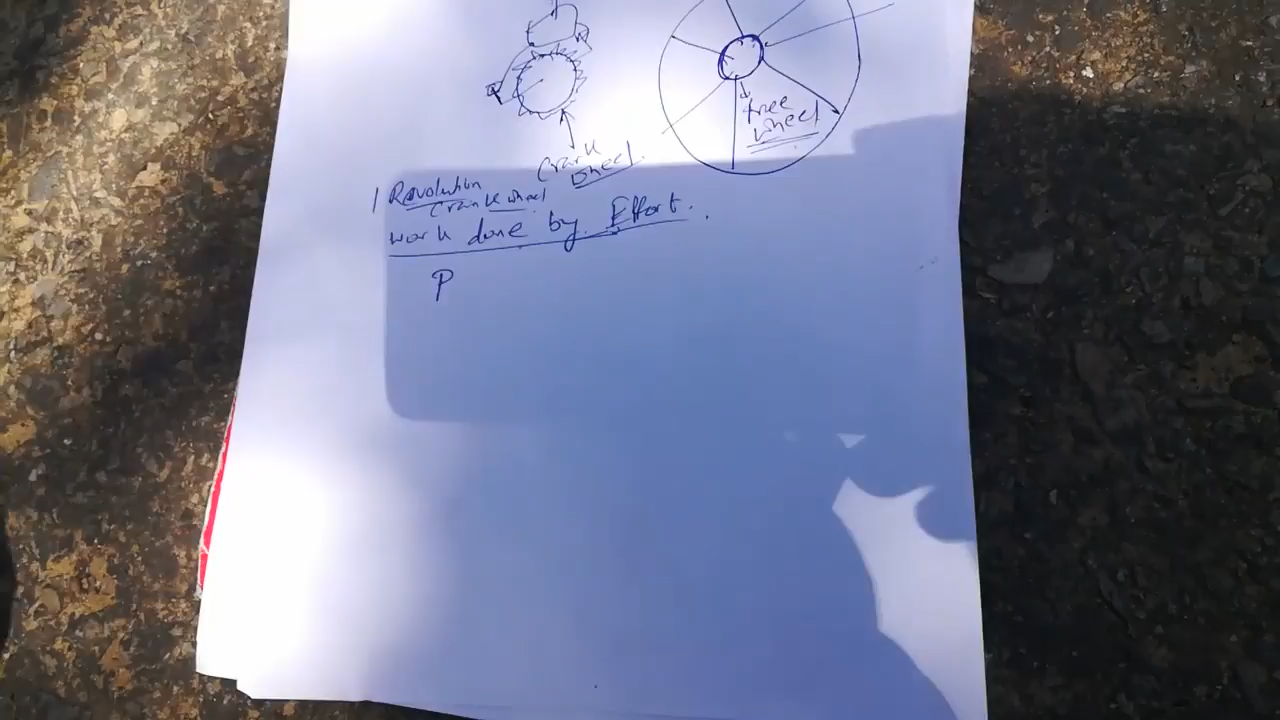 free
wheel
Crank
wheel.
1 Revolution
Crank wheel
work done by Effort.
P